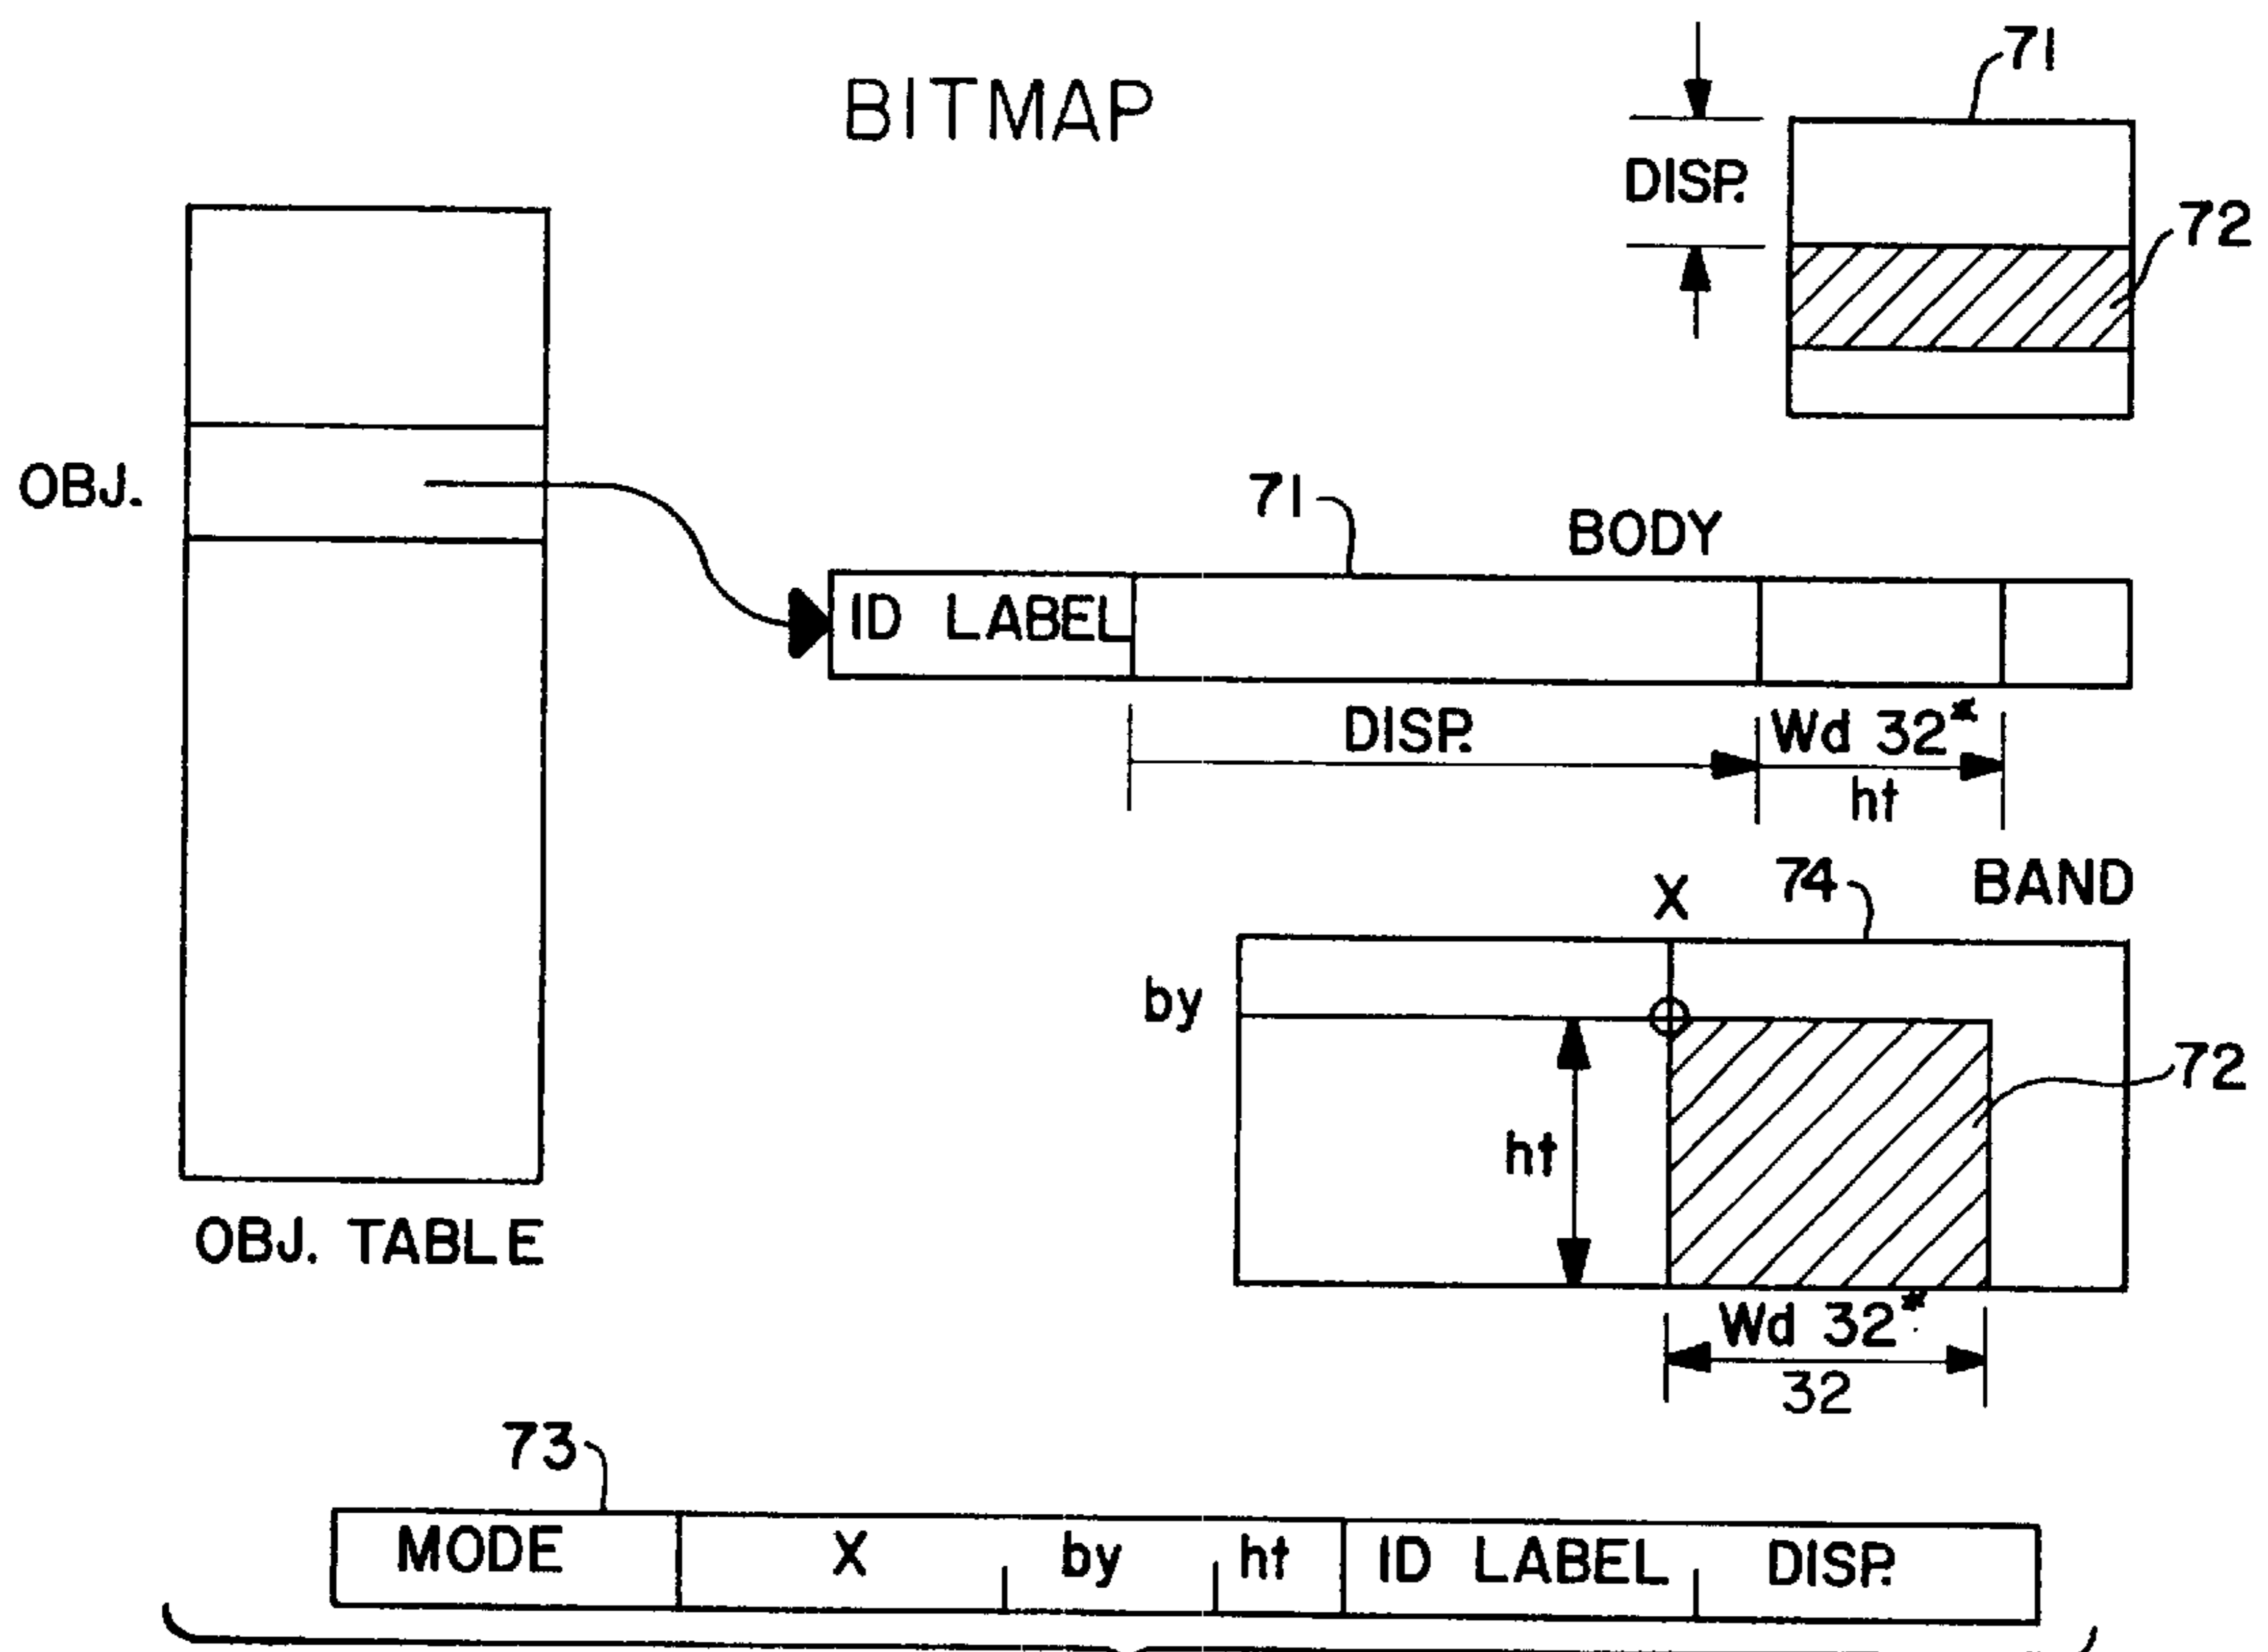 BITMAP
71
DISP.
72
OBJ.
71
BODY
ID LABEL
DISP.
Wd 32*
ht
X
74
BAND
by
ht
72
OBJ. TABLE
Wd 32*
32
73
MODE X by ht ID LABEL DISP.